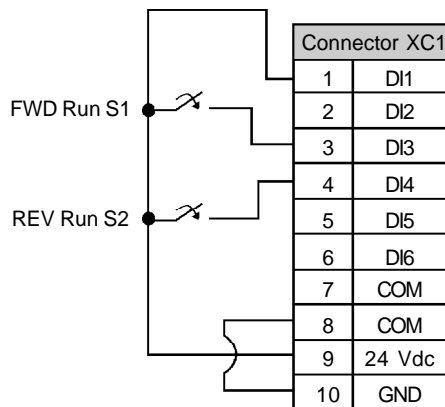 Connector XC1
1 DI1
FWD Run S1
2 DI2
3 DI3
4 DI4
REV Run S2
5 DI5
6 DI6
7 COM
8 COM
9 24 Vdc
10 GND